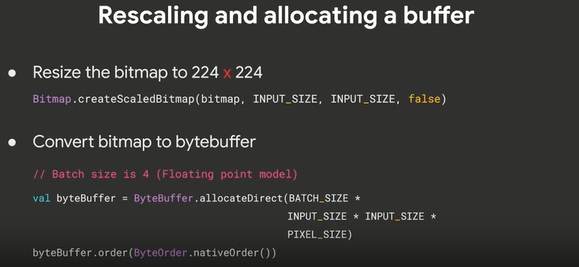 Rescaling and allocating a buffer
● Resize the bitmap to 224 x 224
Bitmap.createScaledBitmap(bitmap, INPUT_SIZE, INPUT_SIZE, false)
● Convert bitmap to bytebuffer
// Batch size is 4 (Floating point model)
val byteBuffer = ByteBuffer.allocateDirect(BATCH_SIZE *
INPUT_SIZE * INPUT_SIZE *
PIXEL_SIZE)
byteBuffer.order(ByteOrder.nativeOrder())